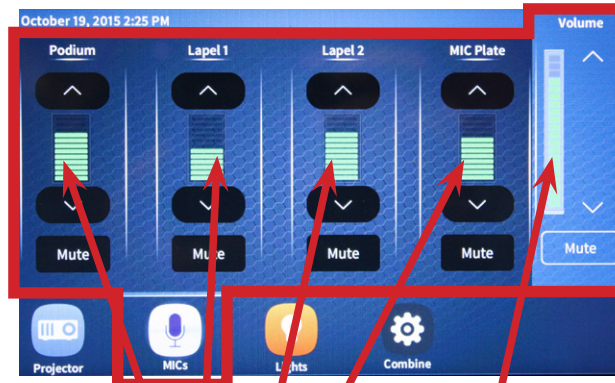 October 19, 2015 2:25 PM
Volume
Podium
Lapel 1
Lapel 2
MIC Plate
Mute
Mute
Mute
Mute
Mute
Projector
MICs
Lights
Combine